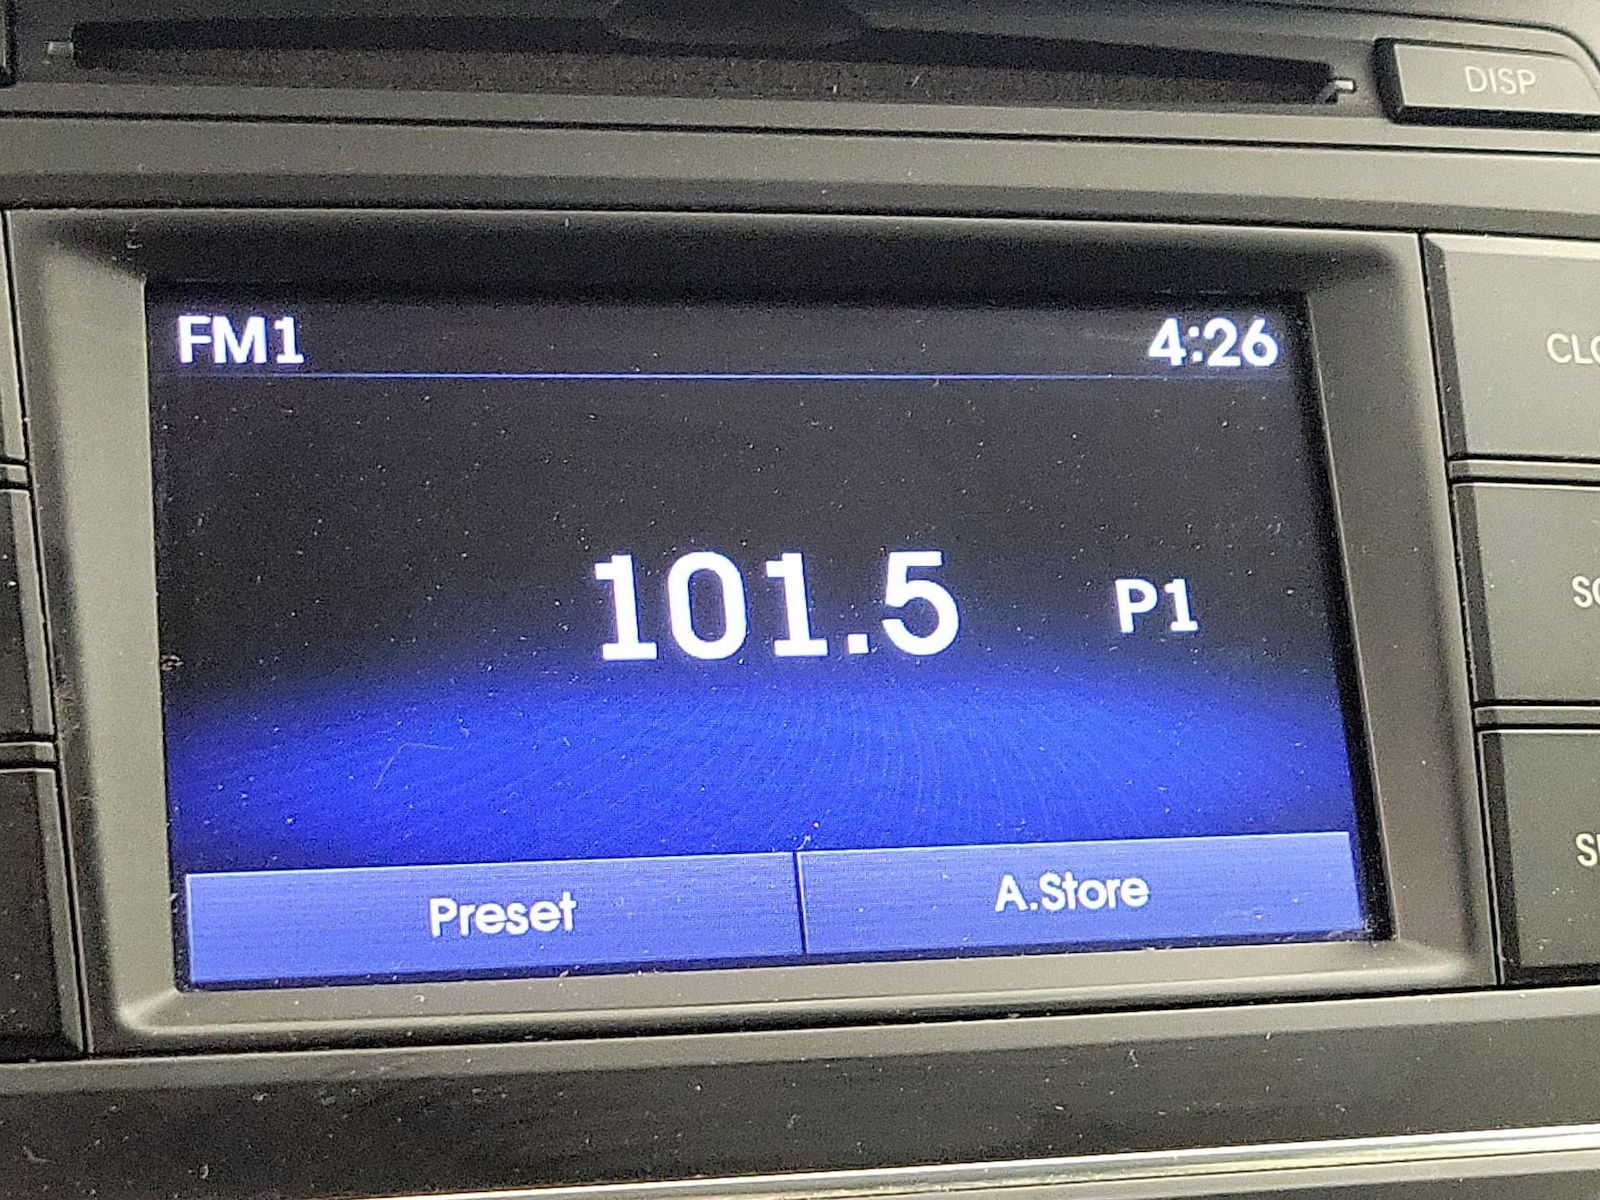 DISP
FM1 4:26
101.5 P1
Preset A.Store